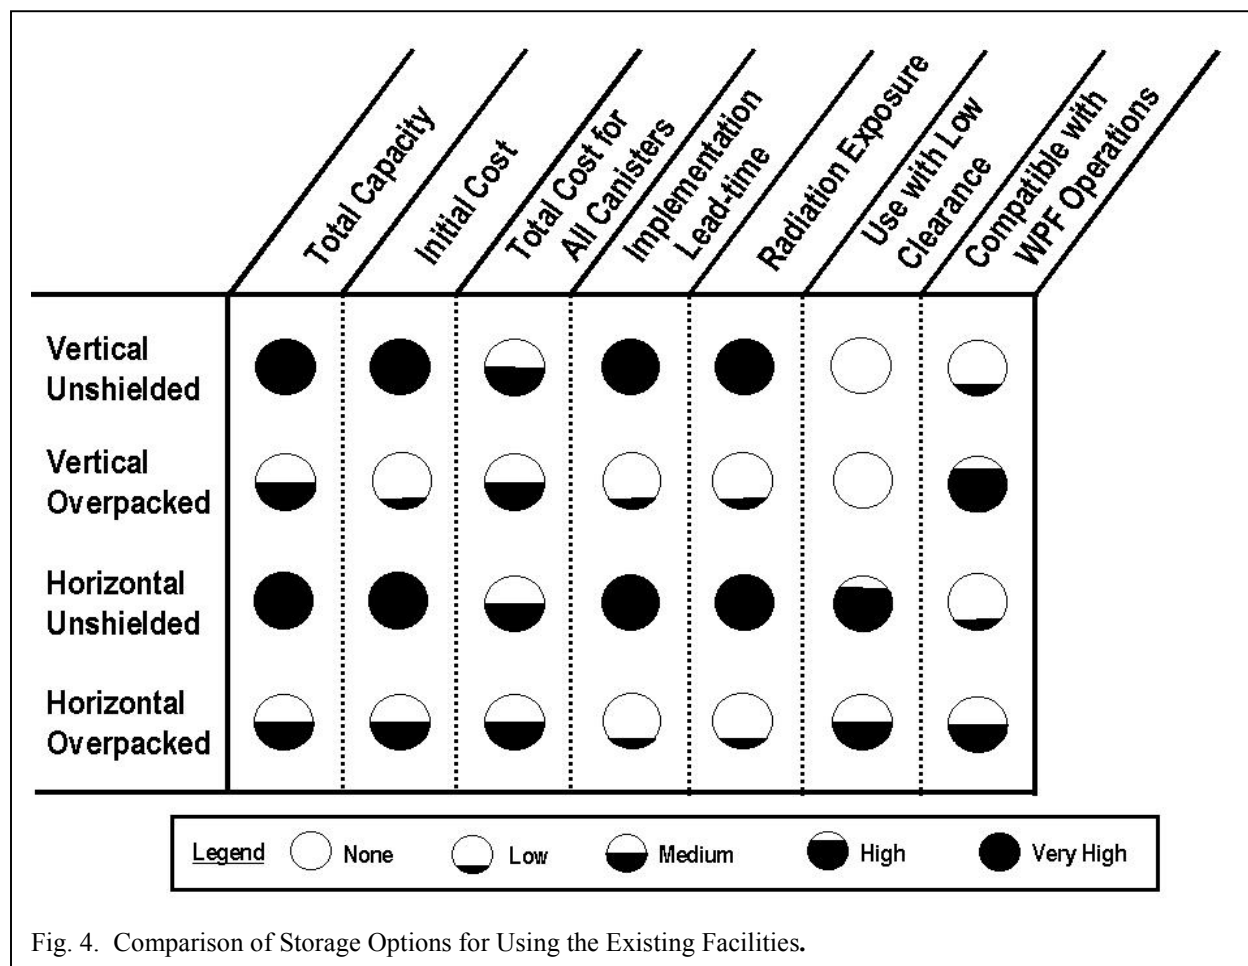 Total Capacity
Initial Cost
Total Cost for
All Canisters
Implementation
Lead-time
Radiation Exposure
Use with Low
Clearance
Compatible with
WPF Operations
Vertical
Unshielded
Vertical
Overpacked
Horizontal
Unshielded
Horizontal
Overpacked
Legend None Low Medium High Very High
Fig. 4. Comparison of Storage Options for Using the Existing Facilities.